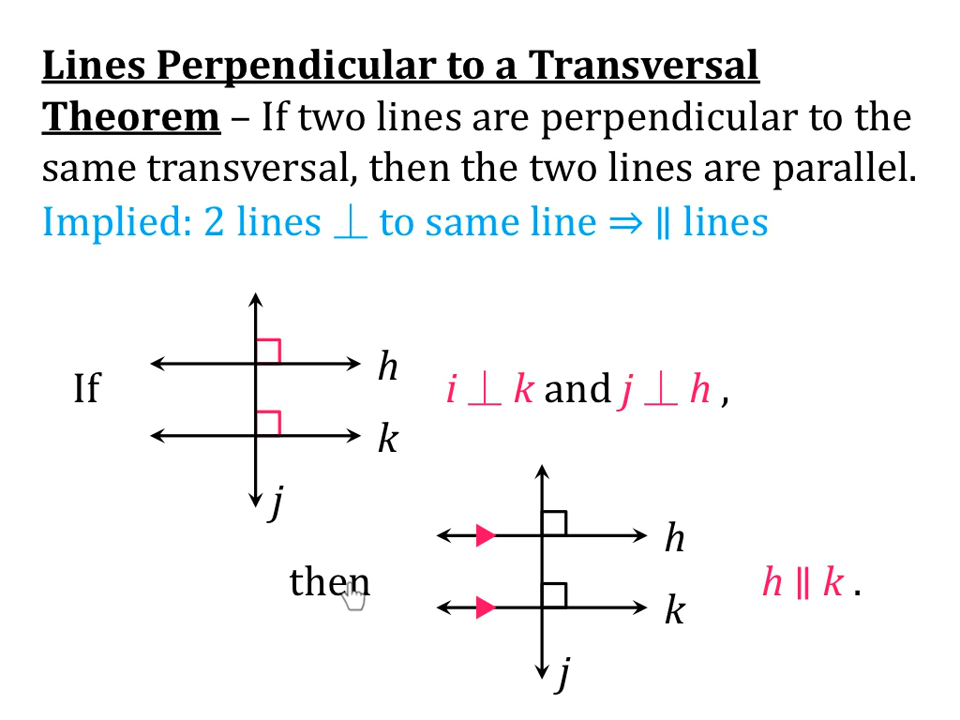 Lines Perpendicular to a Transversal
Theorem – If two lines are perpendicular to the
same transversal, then the two lines are parallel.
Implied: 2 lines ⊥ to same line ⇒ ∥ lines
If
h
k
j
i ⊥ k and j ⊥ h ,
then
h
k
j
h ∥ k .